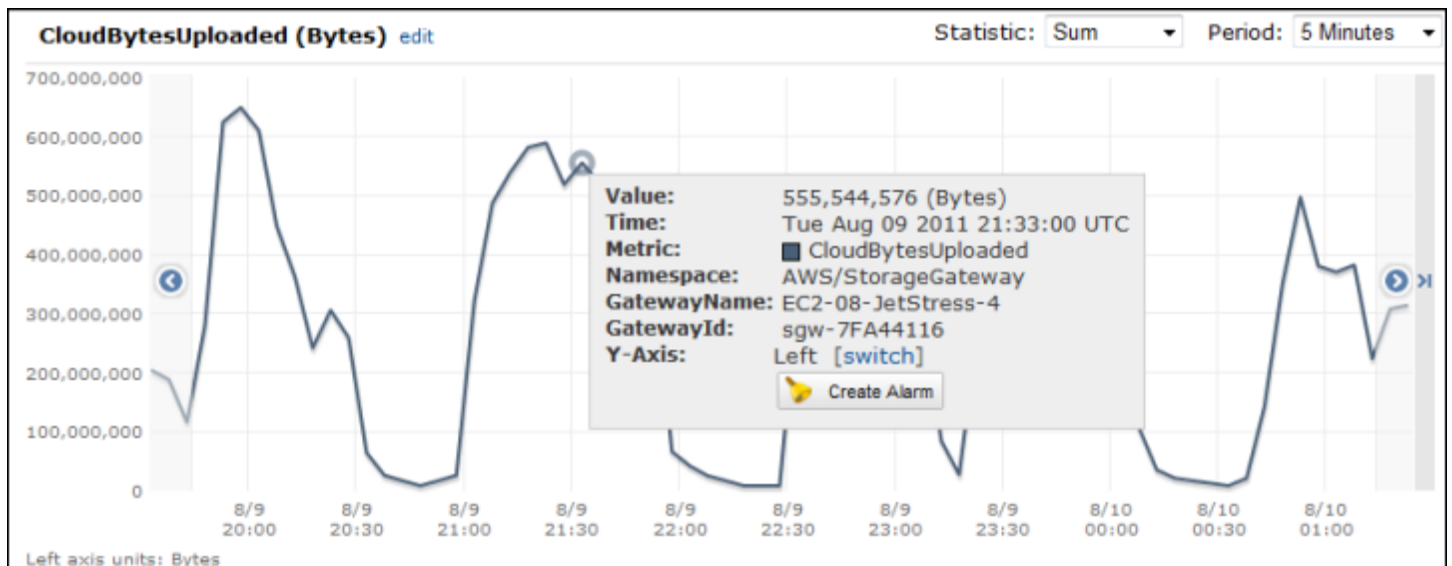 CloudBytesUploaded (Bytes) edit Statistic: Sum Period: 5 Minutes
700,000,000
600,000,000
500,000,000
400,000,000
300,000,000
200,000,000
100,000,000
0
Value: 555,544,576 (Bytes)
Time: Tue Aug 09 2011 21:33:00 UTC
Metric: CloudBytesUploaded
Namespace: AWS/StorageGateway
GatewayName: EC2-08-JetStress-4
GatewayId: sgw-7FA44116
Y-Axis: Left [switch]
Create Alarm
8/9 8/9 8/9 8/9 8/9 8/9 8/9 8/9 8/10 8/10 8/10
20:00 20:30 21:00 21:30 22:00 22:30 23:00 23:30 00:00 00:30 01:00
Left axis units: Bytes